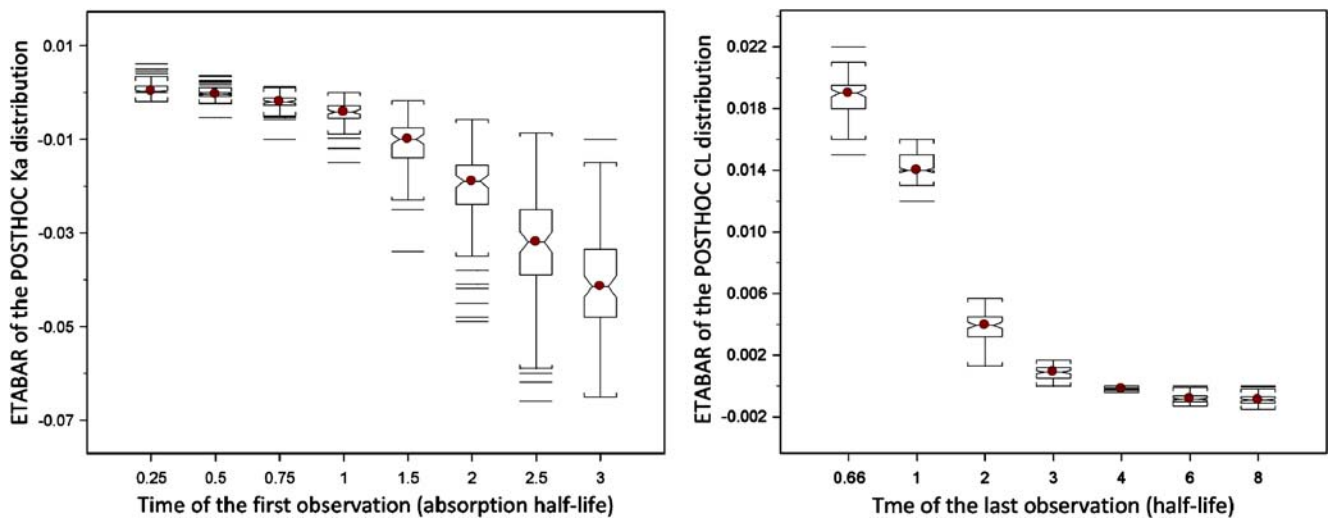 ETABAR of the POSTHOC Ka distribution
0.01
-0.01
-0.03
-0.05
-0.07
0.25 0.5 0.75 1 1.5 2 2.5 3
Time of the first observation (absorption half-life)
ETABAR of the POSTHOC CL distribution
0.022
0.018
0.014
0.010
0.006
0.002
-0.002
0.66 1 2 3 4 6 8
Tme of the last observation (half-life)